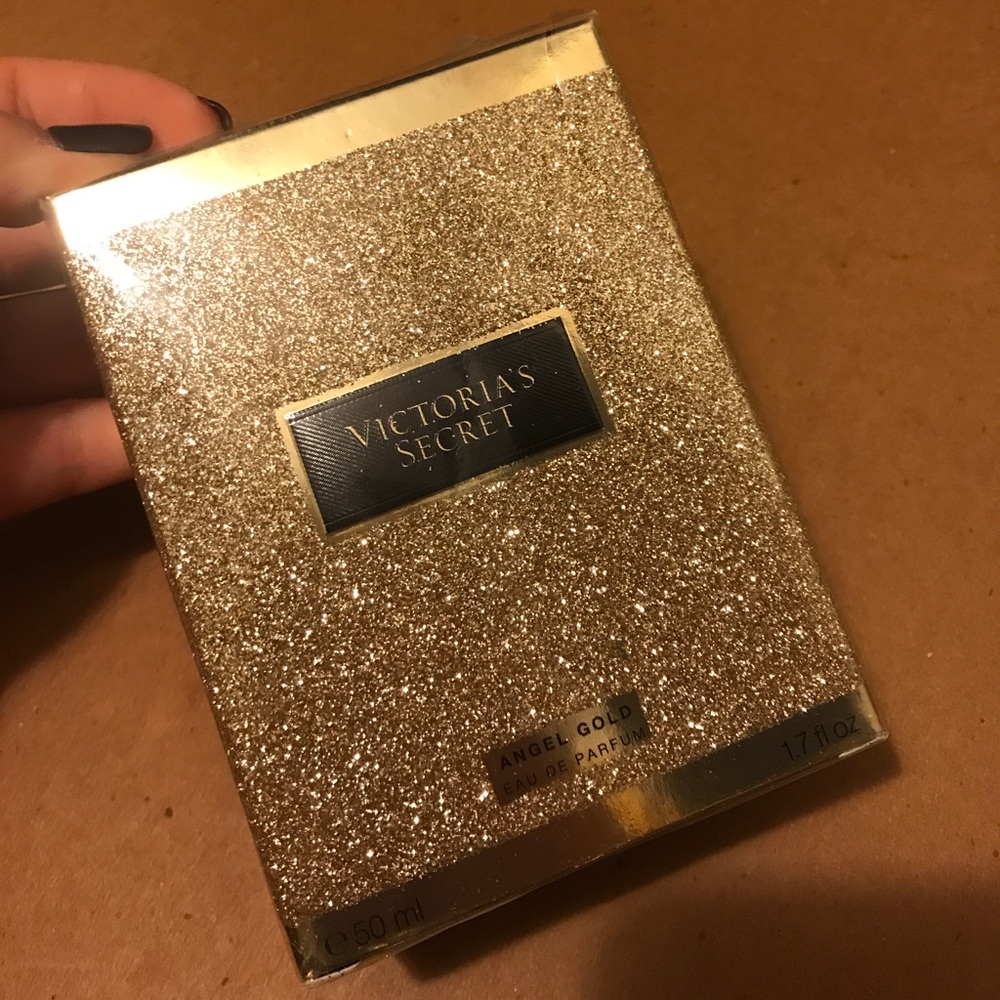 VICTORIA'S
SECRET
ANGEL GOLD
EAU DE PARFUM
1.7 fl oz
℮ 50 ml